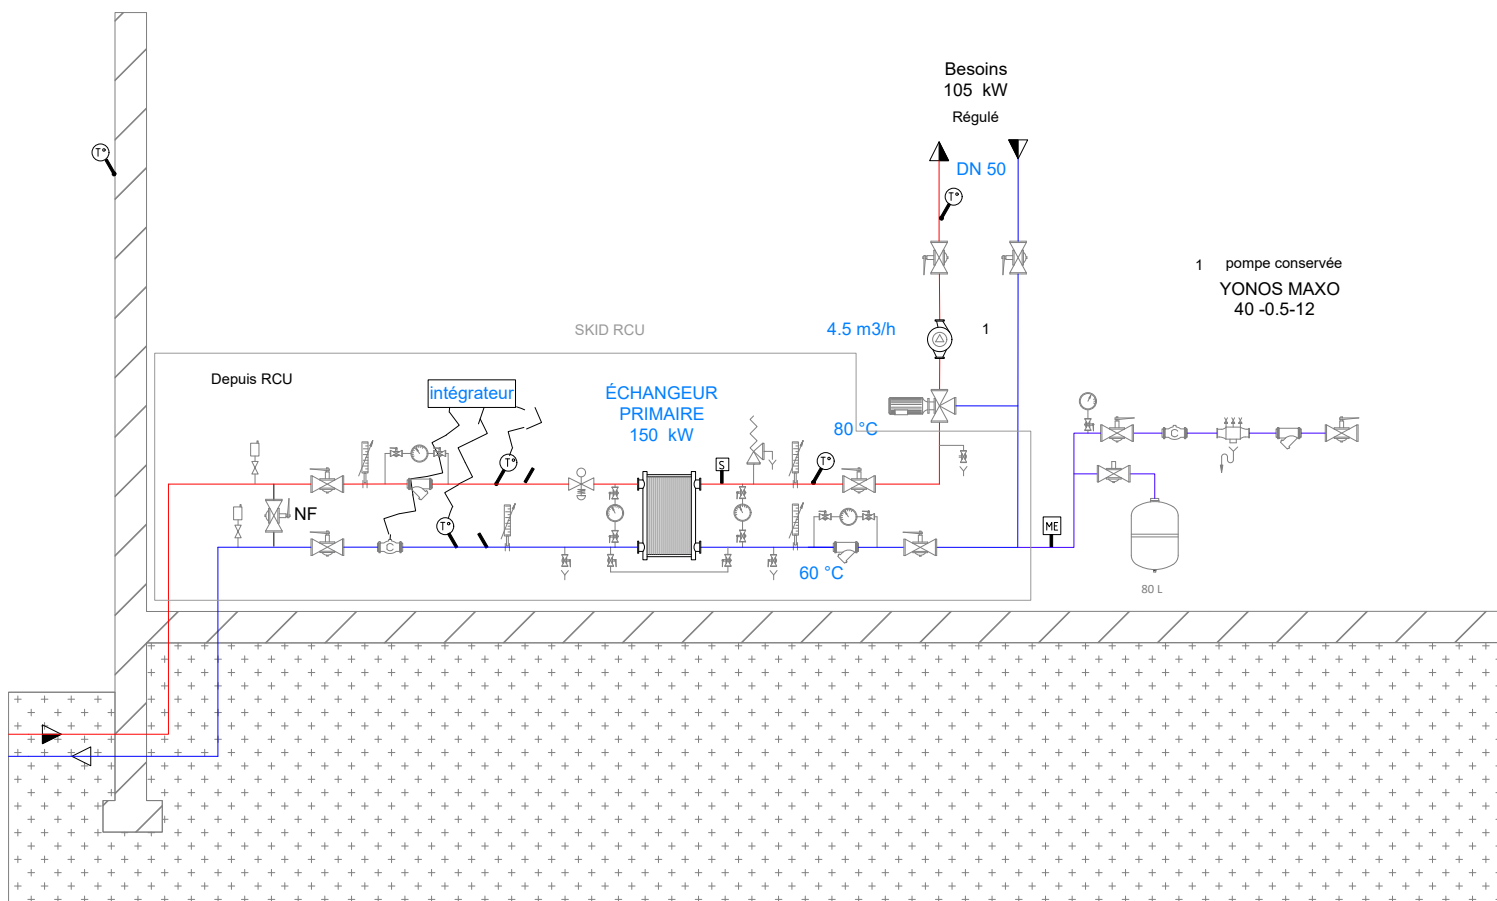 Besoins
105 kW
Régulé
T°
DN 50
T°
1 pompe conservée
YONOS MAXO
40 -0.5-12
SKID RCU
4.5 m3/h
1
Depuis RCU
intégrateur
ÉCHANGEUR
PRIMAIRE
150 kW
80 °C
C
T°
S
T°
NF
T°
C
ME
60 °C
80 L